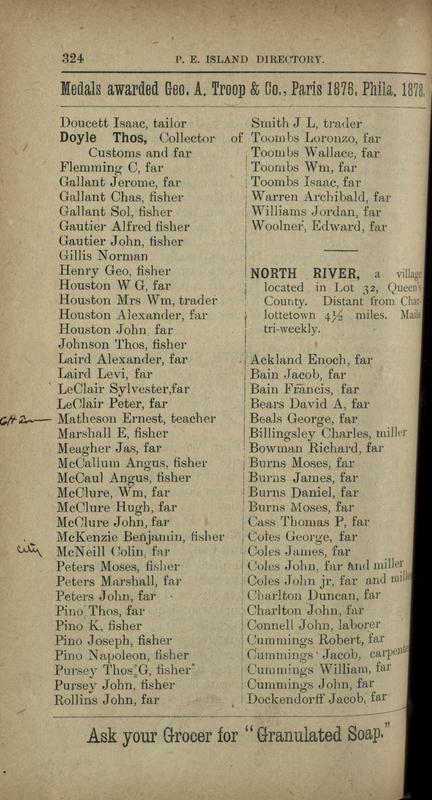 324 P. E. ISLAND DIRECTORY.
Medals awarded Geo. A. Troop & Co., Paris 1878, Phila. 1878,
Doucett Isaac, tailor
Doyle Thos, Collector of
Customs and far
Flemming C, far
Gallant Jerome, far
Gallant Chas, fisher
Gallant Sol, fisher
Gautier Alfred fisher
Gautier John, fisher
Gillis Norman
Henry Geo, fisher
Houston W G, far
Houston Mrs Wm, trader
Houston Alexander, far
Houston John far
Johnson Thos, fisher
Laird Alexander, far
Laird Levi, far
LeClair Sylvester,far
LeClair Peter, far
Matheson Ernest, teacher
Marshall E, fisher
Meagher Jas, far
McCallum Angus, fisher
McCaul Angus, fisher
McClure, Wm, far
McClure Hugh, far
McClure John, far
McKenzie Benjamin, fisher
city McNeill Colin, far
Peters Moses, fisher
Peters Marshall, far
Peters John, far
Pino Thos, far
Pino K, fisher
Pino Joseph, fisher
Pino Napoleon, fisher
Pursey Thos G, fisher
Pursey John, fisher
Rollins John, far
Smith J L, trader
Toombs Loronzo, far
Toombs Wallace, far
Toombs Wm, far
Toombs Isaac, far
Warren Archibald, far
Williams Jordan, far
Woolner, Edward, far
NORTH RIVER, a village
located in Lot 32, Queen's
County. Distant from Char-
lottetown 4½ miles. Mails
tri-weekly.
Ackland Enoch, far
Bain Jacob, far
Bain Francis, far
Bears David A, far
Beals George, far
Billingsley Charles, miller
Bowman Richard, far
Burns Moses, far
Burns James, far
Burns Daniel, far
Burns Moses, far
Cass Thomas P, far
Coles George, far
Coles James, far
Coles John, far and miller
Coles John jr, far and mille
Charlton Duncan, far
Charlton John, far
Connell John, laborer
Cummings Robert, far
Cummings Jacob, carpente
Cummings William, far
Cummings John, far
Dockendorff Jacob, far
Ask your Grocer for "Granulated Soap."